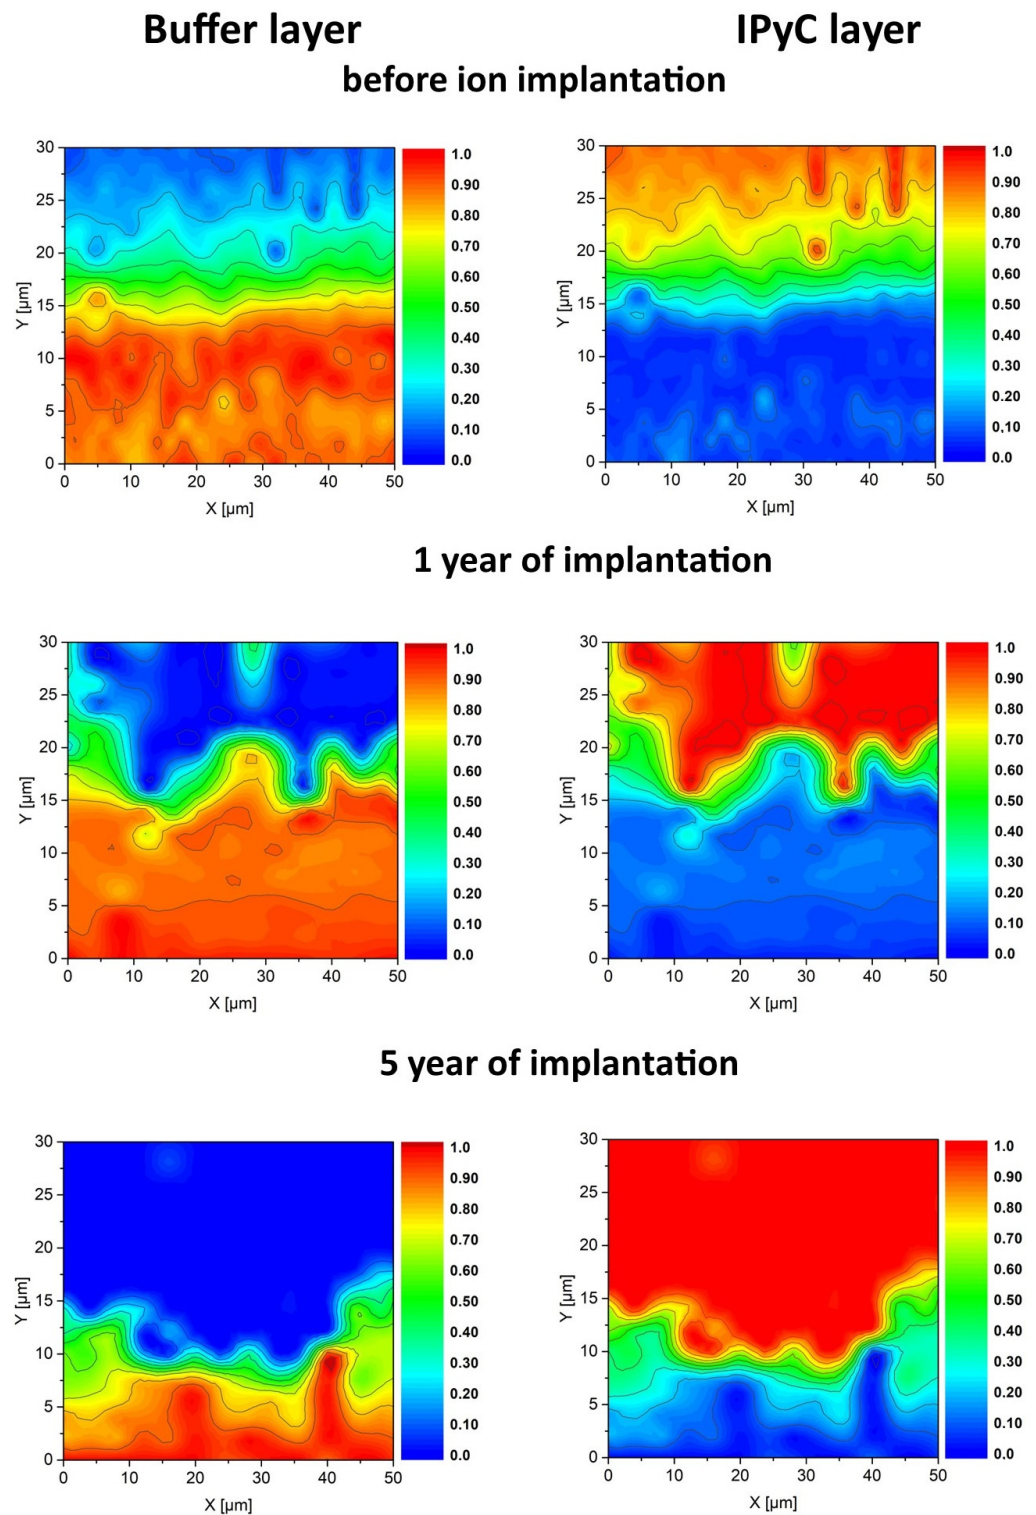 Buffer layer IPyC layer
before ion implantation
30 30
1.0 1.0
0.90 0.90
25 25
0.80 0.80
0.70 0.70
20 20
0.60 0.60
Y [µm] 15 0.50 Y [µm] 15 0.50
0.40 0.40
10 10
0.30 0.30
0.20 0.20
5 5
0.10 0.10
0 0.0 0 0.0
0 10 20 30 40 50 0 10 20 30 40 50
X [µm] X [µm]
1 year of implantation
30 1.0 30 1.0
0.90 0.90
25 25
0.80 0.80
0.70 0.70
20 20
0.60 0.60
Y [µm] 15 0.50 Y [µm] 15 0.50
0.40 0.40
10 10
0.30 0.30
0.20 0.20
5 5
0.10 0.10
0 0.0 0 0.0
0 10 20 30 40 50 0 10 20 30 40 50
X [µm] X [µm]
5 year of implantation
30 1.0 30 1.0
0.90 0.90
25 25
0.80 0.80
0.70 0.70
20 20
0.60 0.60
Y [µm] 15 0.50 Y [µm] 15 0.50
0.40 0.40
10 10
0.30 0.30
0.20 0.20
5 5
0.10 0.10
0 0.0 0 0.0
0 10 20 30 40 50 0 10 20 30 40 50
X [µm] X [µm]